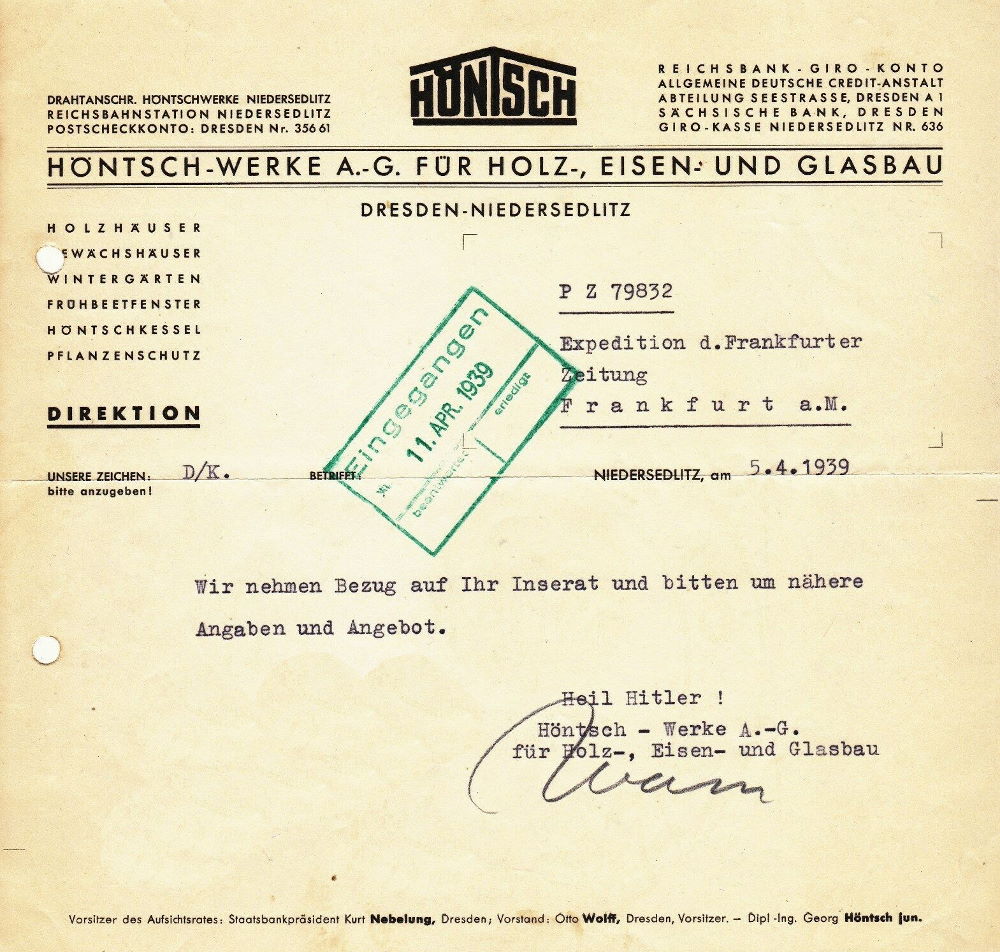 HÖNTSCH
DRAHTANSCHR. HÖNTSCHWERKE NIEDERSEDLITZ
REICHSBAHNSTATION NIEDERSEDLITZ
POSTSCHECKKONTO: DRESDEN Nr. 356 61
REICHSBANK-GIRO-KONTO
ALLGEMEINE DEUTSCHE CREDIT-ANSTALT
ABTEILUNG SEESTRASSE, DRESDEN A 1
SÄCHSISCHE BANK, DRESDEN
GIRO-KASSE NIEDERSEDLITZ NR. 636
HÖNTSCH-WERKE A.-G. FÜR HOLZ-, EISEN- UND GLASBAU
DRESDEN-NIEDERSEDLITZ
HOLZHÄUSER
EWÄCHSHÄUSER
WINTERGÄRTEN
FRÜHBEETFENSTER
HÖNTSCHKESSEL
PFLANZENSCHUTZ
DIREKTION
P Z 79832
Expedition d.Frankfurter
Zeitung
Frankfurt a.M.
Eingegangen
11. APR. 1939
beantwortet
erledigt
UNSERE ZEICHEN: D/K. BETRIFFT: NIEDERSEDLITZ, am 5.4.1939
bitte anzugeben!
Wir nehmen Bezug auf Ihr Inserat und bitten um nähere
Angaben und Angebot.
Heil Hitler !
Höntsch - Werke A.-G.
für Holz-, Eisen- und Glasbau
Vorsitzer des Aufsichtsrates: Staatsbankpräsident Kurt Nebelung, Dresden; Vorstand: Otto Wolff, Dresden, Vorsitzer. – Dipl-Ing. Georg Höntsch jun.